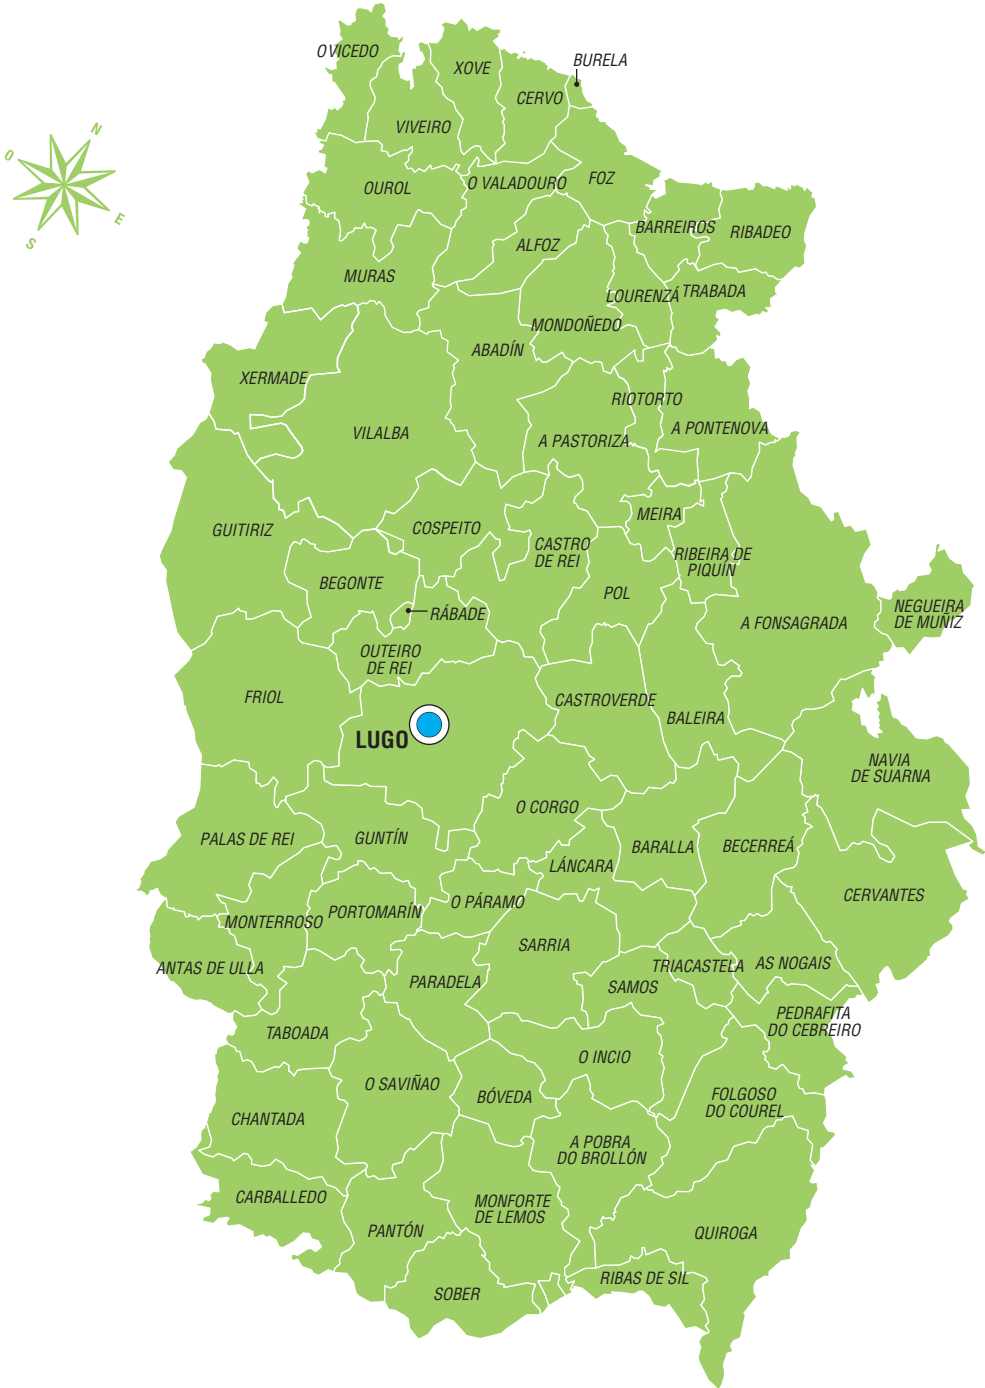 O VICEDO
XOVE
BURELA
CERVO
VIVEIRO
N
O
E
S
OUROL
O VALADOURO
FOZ
BARREIROS
RIBADEO
ALFOZ
MURAS
LOURENZÁ
TRABADA
MONDOÑEDO
ABADÍN
XERMADE
RIOTORTO
A PONTENOVA
VILALBA
A PASTORIZA
MEIRA
GUITIRIZ
COSPEITO
CASTRO
DE REI
RIBEIRA DE
PIQUÍN
BEGONTE
POL
RÁBADE
NEGUEIRA
DE MUÑIZ
A FONSAGRADA
OUTEIRO
DE REI
FRIOL
CASTROVERDE
BALEIRA
LUGO
NAVIA
DE SUARNA
O CORGO
PALAS DE REI
GUNTÍN
BARALLA
BECERREÁ
LÁNCARA
CERVANTES
O PÁRAMO
PORTOMARÍN
MONTERROSO
SARRIA
ANTAS DE ULLA
TRIACASTELA
AS NOGAIS
PARADELA
SAMOS
PEDRAFITA
DO CEBREIRO
TABOADA
O INCIO
O SAVIÑAO
BÓVEDA
FOLGOSO
DO COUREL
CHANTADA
A POBRA
DO BROLLÓN
CARBALLEDO
MONFORTE
DE LEMOS
PANTÓN
QUIROGA
RIBAS DE SIL
SOBER